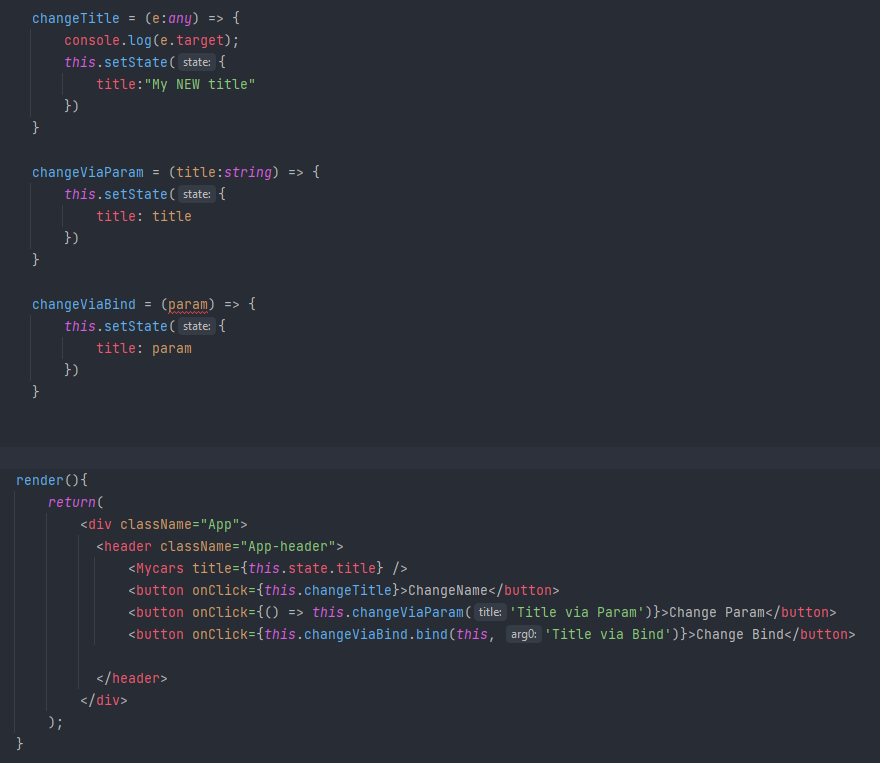 changeTitle = (e:any) => {
    console.log(e.target);
    this.setState( state: {
        title:"My NEW title"
    })
}
changeViaParam = (title:string) => {
    this.setState( state: {
        title: title
    })
}
changeViaBind = (param) => {
    this.setState( state: {
        title: param
    })
}
render(){
    return(
        <div className="App">
          <header className="App-header">
              <Mycars title={this.state.title} />
              <button onClick={this.changeTitle}>ChangeName</button>
              <button onClick={() => this.changeViaParam( title: 'Title via Param')}>Change Param</button>
              <button onClick={this.changeViaBind.bind(this, arg0: 'Title via Bind')}>Change Bind</button>
          </header>
        </div>
    );
}